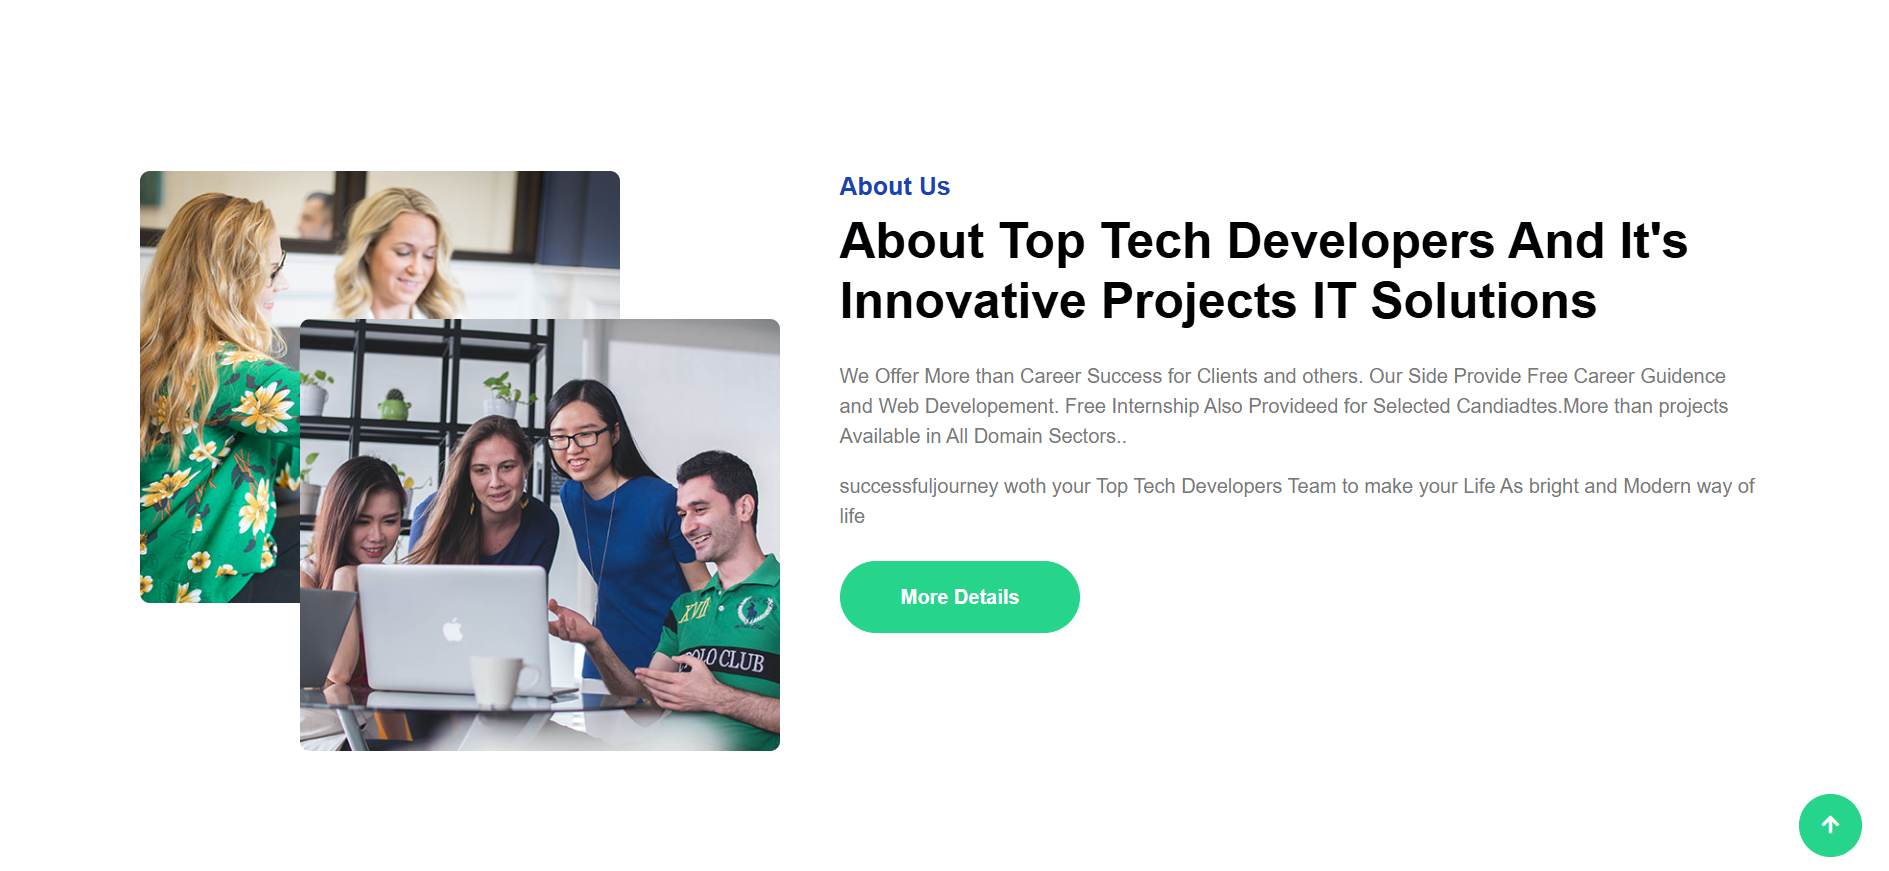 About Us
About Top Tech Developers And It's
Innovative Projects IT Solutions
We Offer More than Career Success for Clients and others. Our Side Provide Free Career Guidence
and Web Developement. Free Internship Also Provideed for Selected Candiadtes.More than projects
Available in All Domain Sectors..
successfuljourney woth your Top Tech Developers Team to make your Life As bright and Modern way of
life
More Details
XVII
POLO CLUB